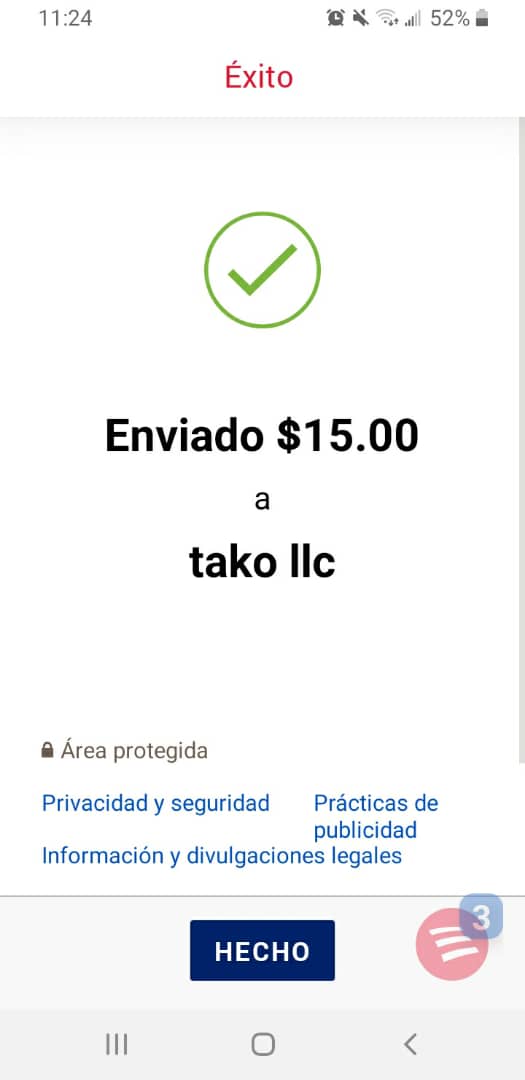 11:24
52%
Éxito
Enviado $15.00
a
tako llc
Área protegida
Privacidad y seguridad
Prácticas de
publicidad
Información y divulgaciones legales
HECHO
3